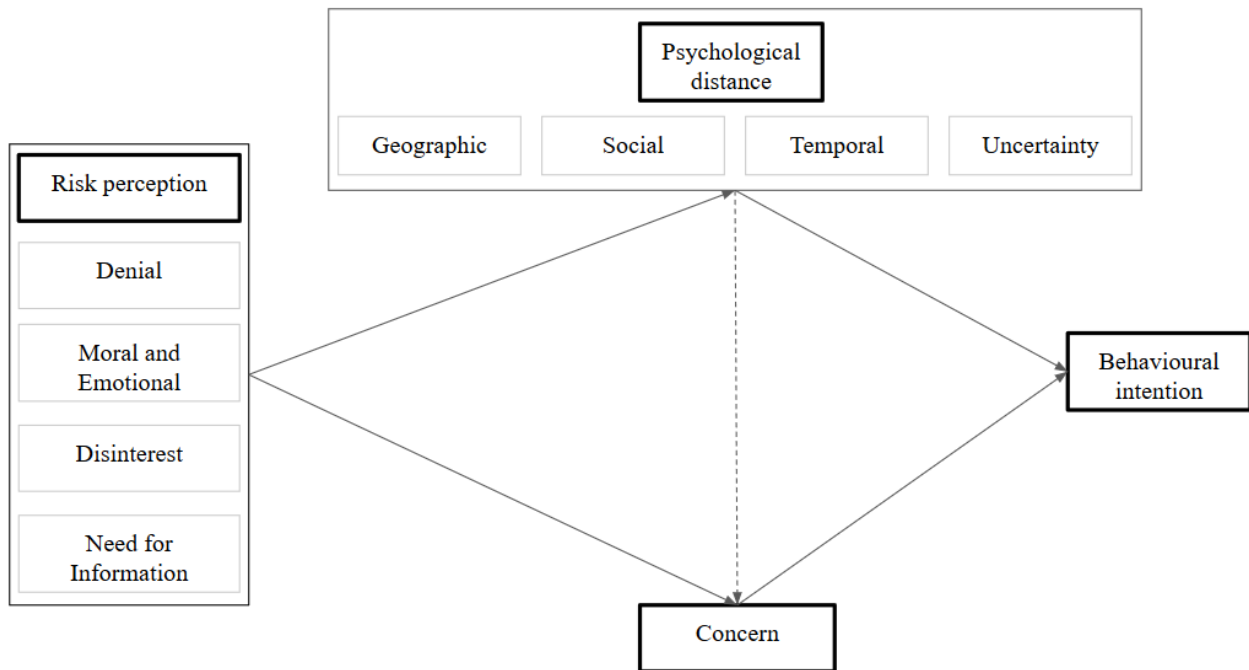 Psychological
distance
Geographic
Social
Temporal
Uncertainty
Risk perception
Denial
Moral and
Emotional
Disinterest
Need for
Information
Behavioural
intention
Concern